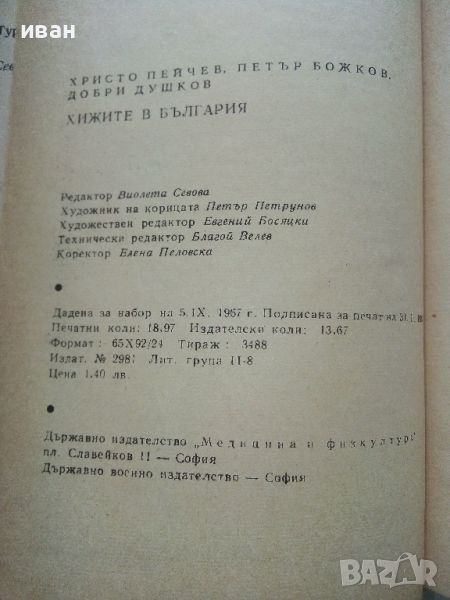 иван
ХРИСТО ПЕЙЧЕВ, ПЕТЪР БОЖКОВ,
ДОБРИ ДУШКОВ
ХИЖИТЕ В БЪЛГАРИЯ
Редактор Виолета Севова
Художник на корицата Петър Петрунов
Художествен редактор Евгений Босяцки
Технически редактор Благой Велев
Коректор Елена Пеловска
Дадена за набор на 5.IX. 1967 г. Подписана за печат на
Печатни коли: 18,97 Издателски коли: 13,67
Формат: 65X92/24 Тираж: 3488
Издат. № 2981 Лит. група II-8
Цена 1,40 лв.
Държавно издателство „Медицина и физкултура"
пл. Славейков 11 — София
Държавно военно издателство — София
BAZAR.bg